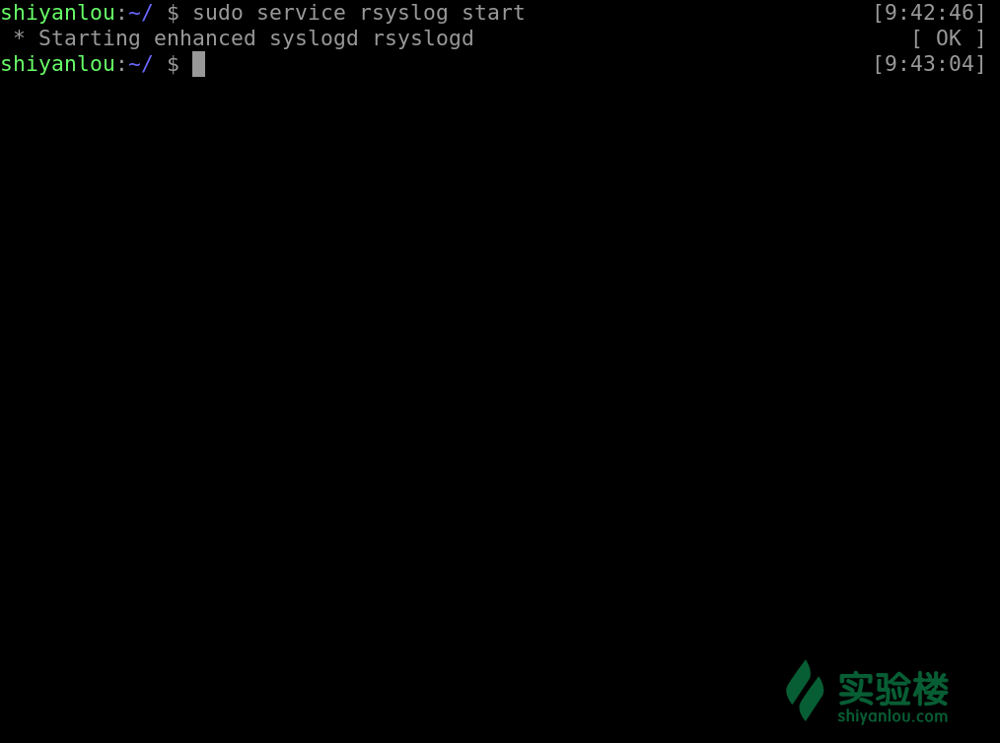 shiyanlou:~/ $ sudo service rsyslog start [9:42:46]
* Starting enhanced syslogd rsyslogd [ OK ]
shiyanlou:~/ $ [9:43:04]
实验楼
shiyanlou.com